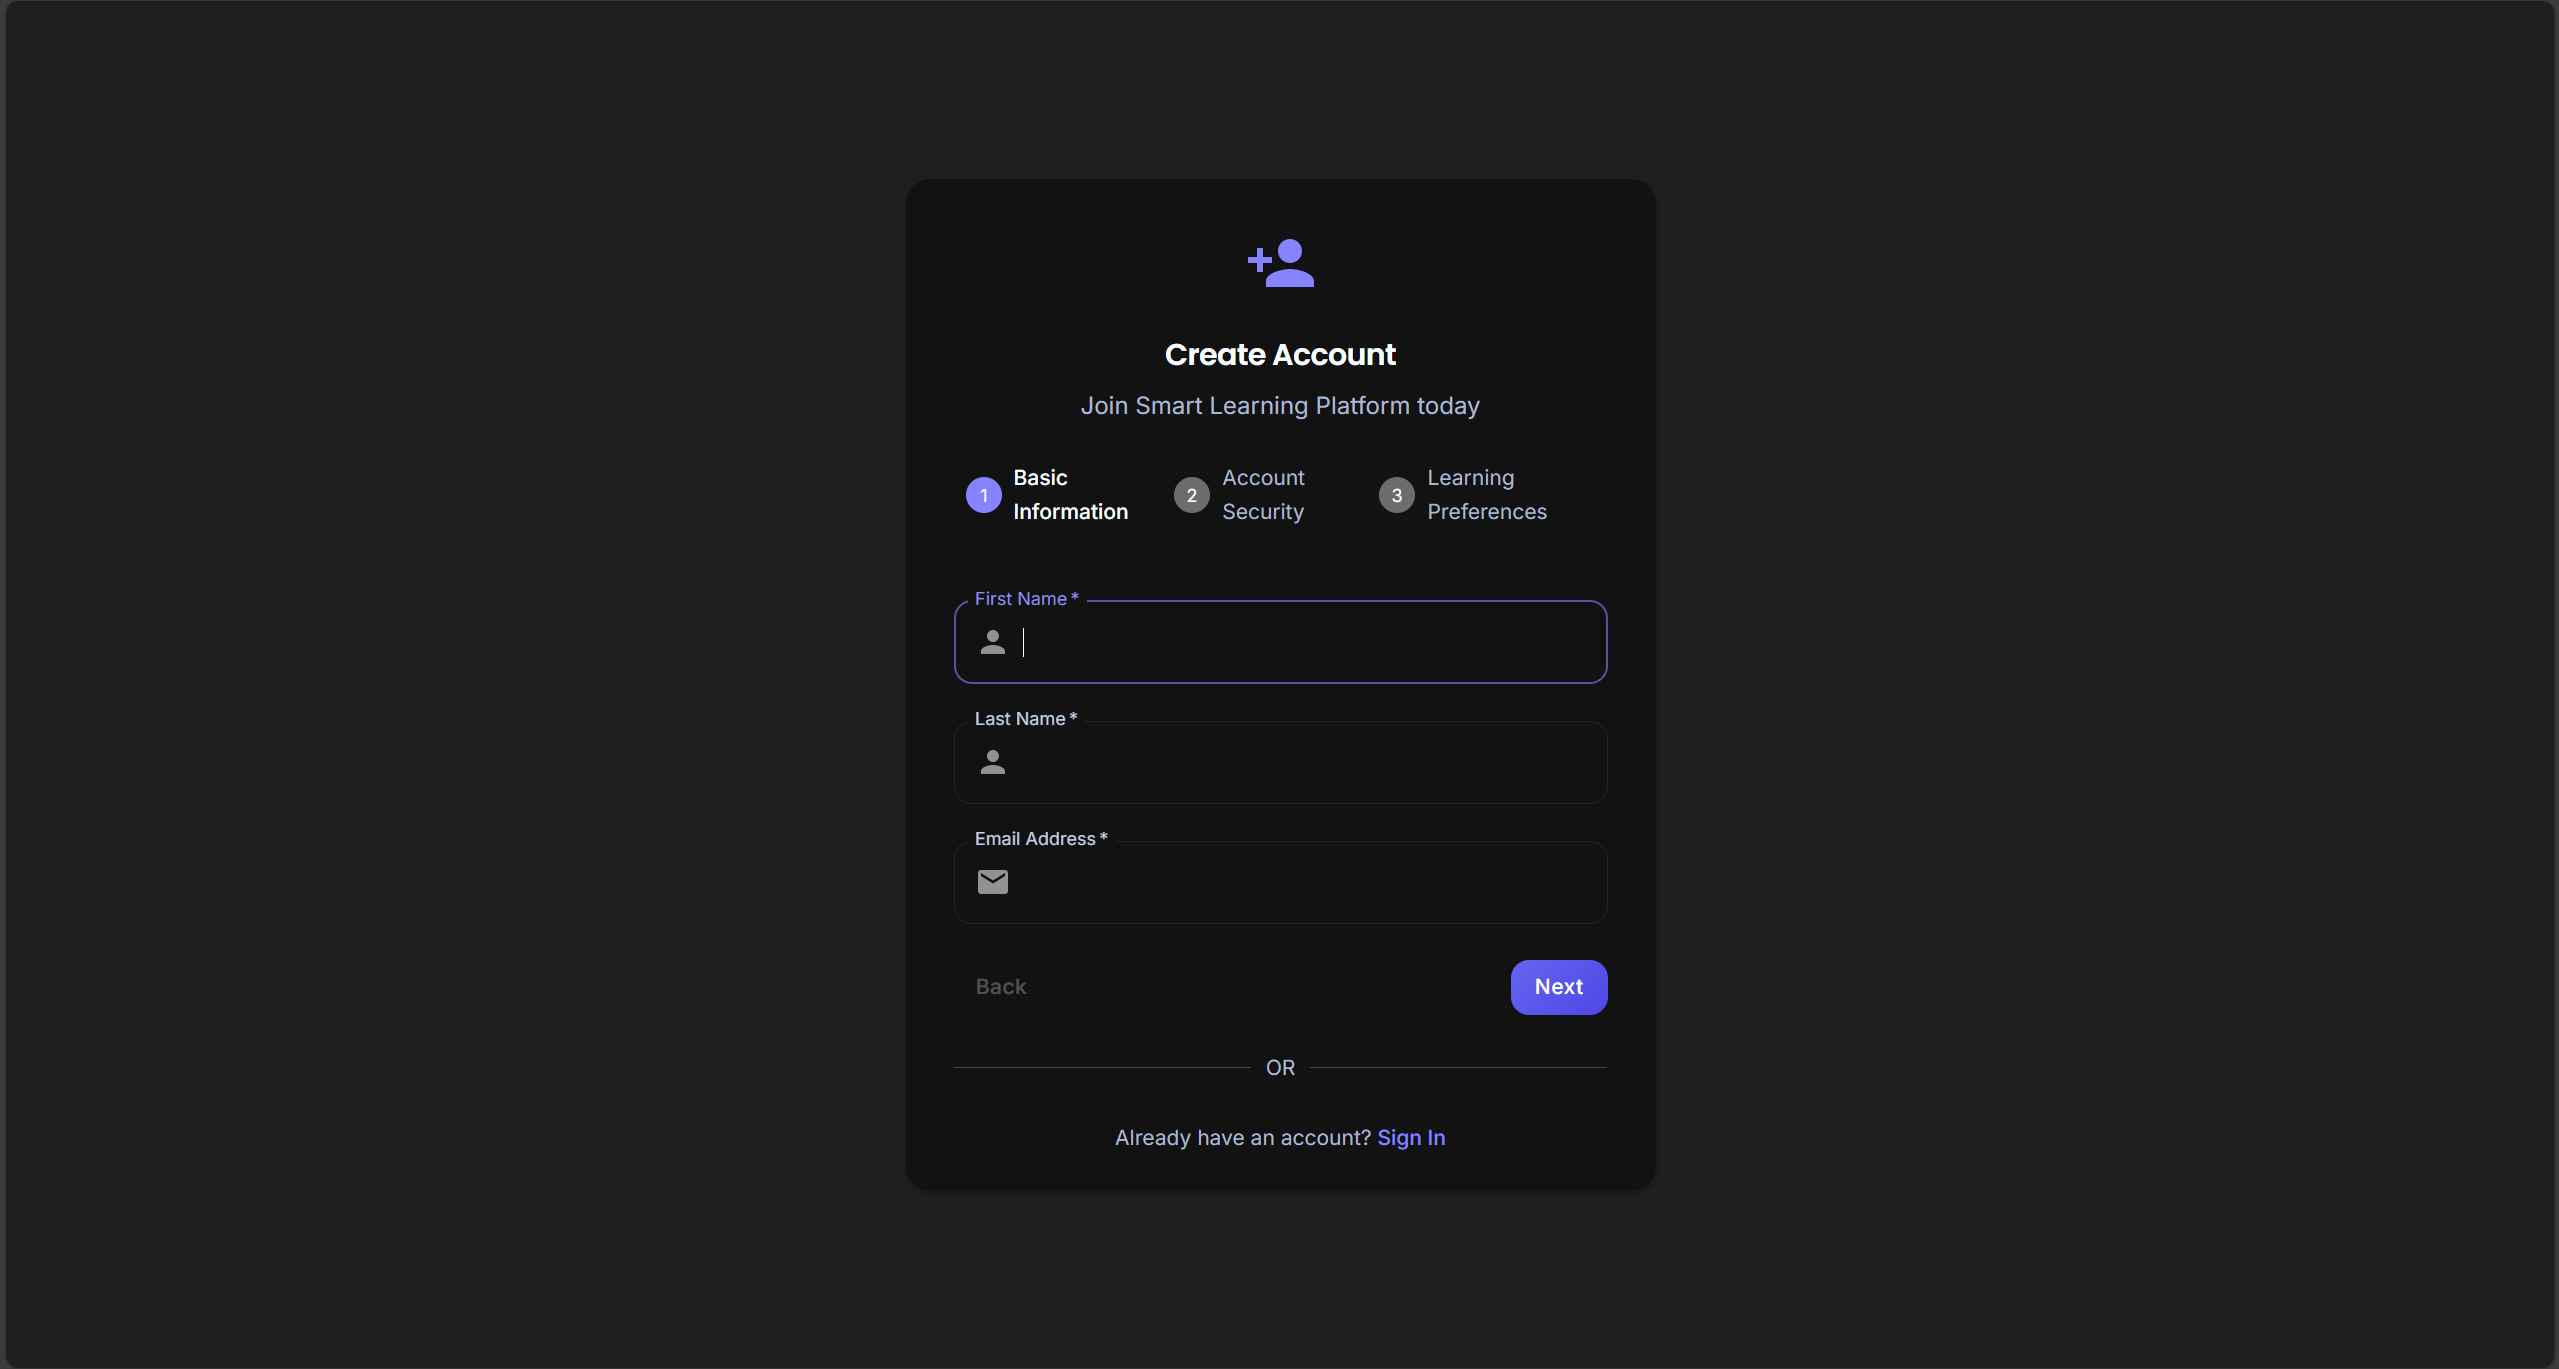 Create Account
Join Smart Learning Platform today
1
Basic
Information
2
Account
Security
3
Learning
Preferences
First Name *
Last Name *
Email Address *
Back
Next
OR
Already have an account? Sign In